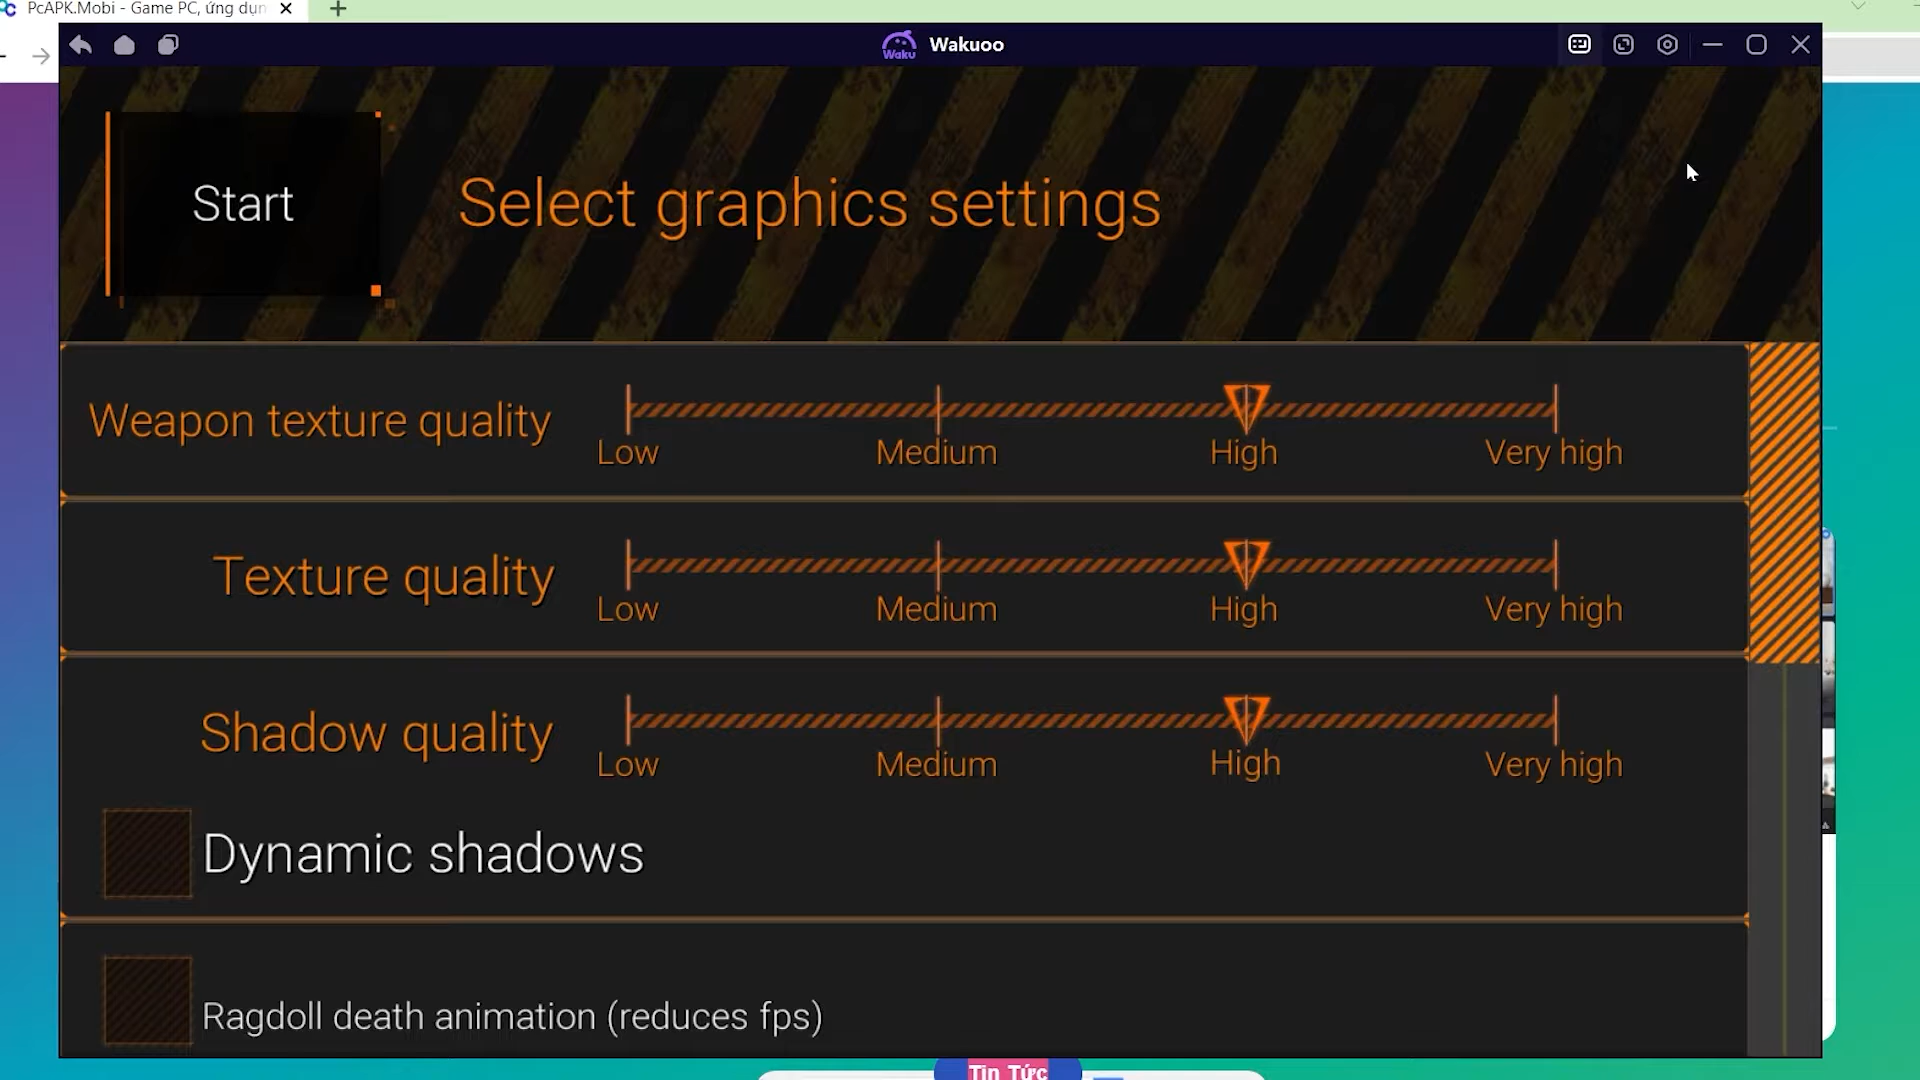 PcAPK.Mobi - Game PC, ứng dụn
Waku
Wakuoo
Start
Select graphics settings
Weapon texture quality
Low Medium High Very high
Texture quality
Low Medium High Very high
Shadow quality
Low Medium High Very high
Dynamic shadows
Ragdoll death animation (reduces fps)
Tin Tức